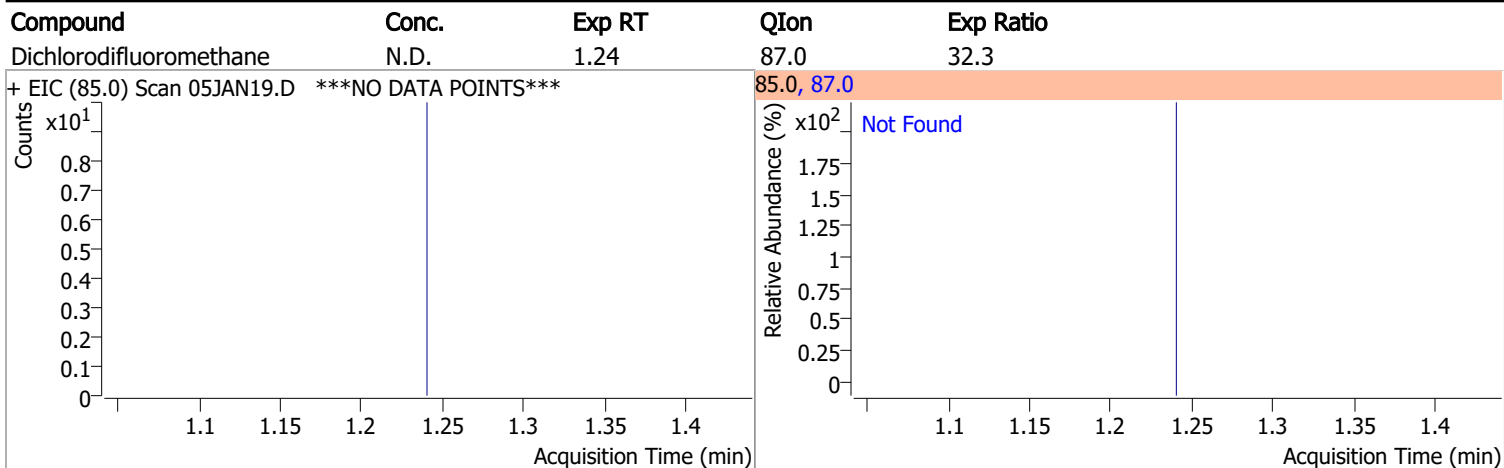 Compound Conc. Exp RT QIon Exp Ratio
Dichlorodifluoromethane N.D. 1.24 87.0 32.3
+ EIC (85.0) Scan 05JAN19.D ***NO DATA POINTS***
Counts
x10¹
0.8
0.7
0.6
0.5
0.4
0.3
0.2
0.1
0
1.1 1.15 1.2 1.25 1.3 1.35 1.4
Acquisition Time (min)
85.0, 87.0
Relative Abundance (%)
x10² Not Found
1.75
1.5
1.25
1
0.75
0.5
0.25
0
1.1 1.15 1.2 1.25 1.3 1.35 1.4
Acquisition Time (min)